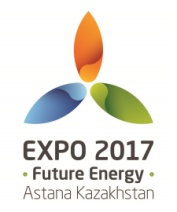 EXPO 2017
• Future Energy •
Astana Kazakhstan